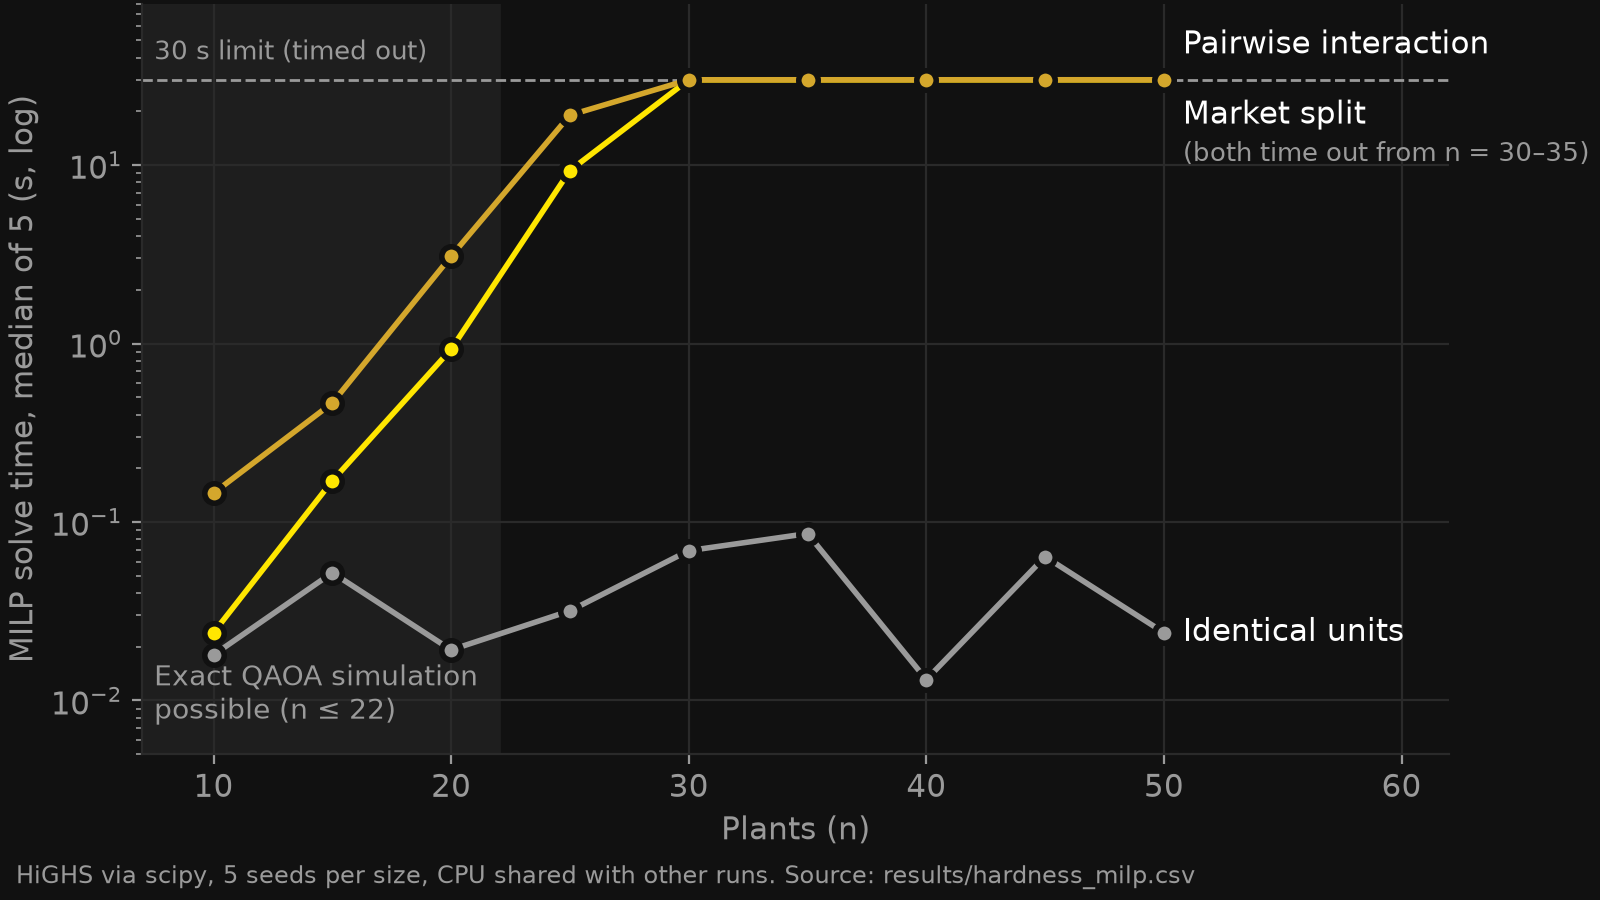 30 s limit (timed out)
Pairwise interaction
Market split
(both time out from n = 30–35)
Identical units
Exact QAOA simulation
possible (n ≤ 22)
MILP solve time, median of 5 (s, log)
10¹
10⁰
10⁻¹
10⁻²
10 20 30 40 50 60
Plants (n)
HiGHS via scipy, 5 seeds per size, CPU shared with other runs. Source: results/hardness_milp.csv